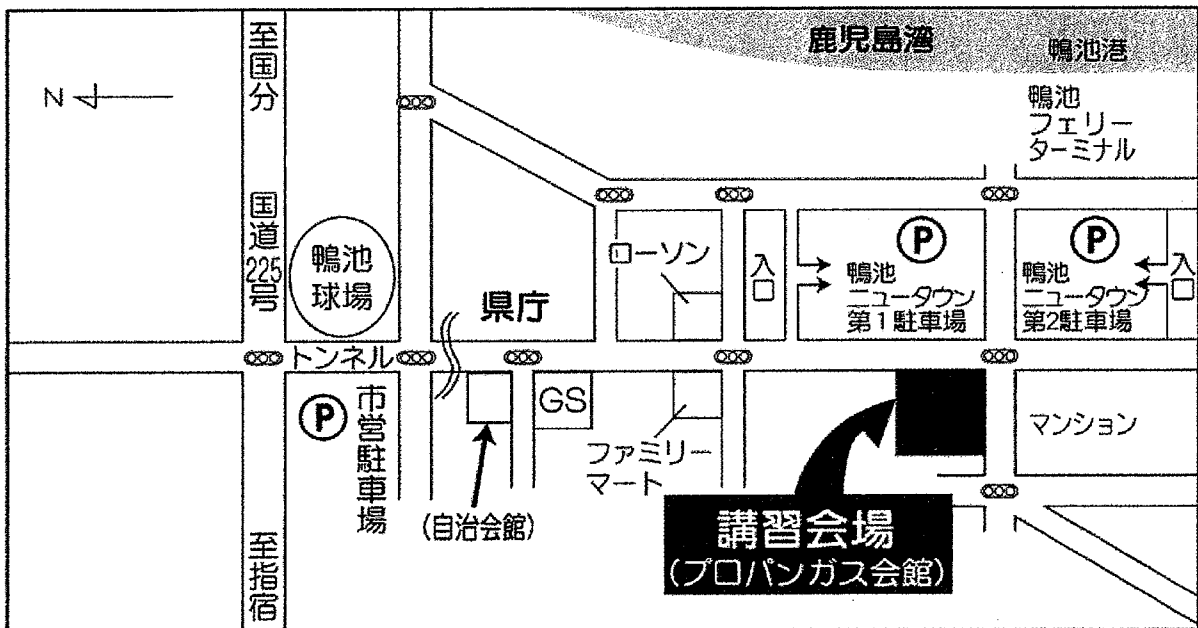 至国分
鹿児島湾
鴨池港
N
鴨池
フェリー
ターミナル
国道
225
号
鴨池
球場
県庁
ローソン
入口
P
鴨池
ニュータウン
第1駐車場
P
鴨池
ニュータウン
第2駐車場
入口
トンネル
P
市営駐車場
GS
ファミリー
マート
マンション
(自治会館)
講習会場
(プロパンガス会館)
至指宿